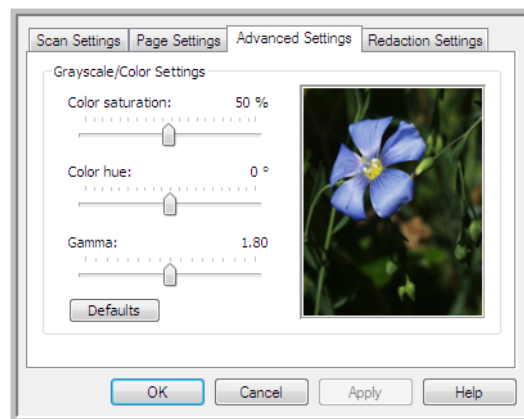 Scan Settings Page Settings Advanced Settings Redaction Settings
Grayscale/Color Settings
Color saturation: 50 %
Color hue: 0 °
Gamma: 1.80
Defaults
OK Cancel Apply Help